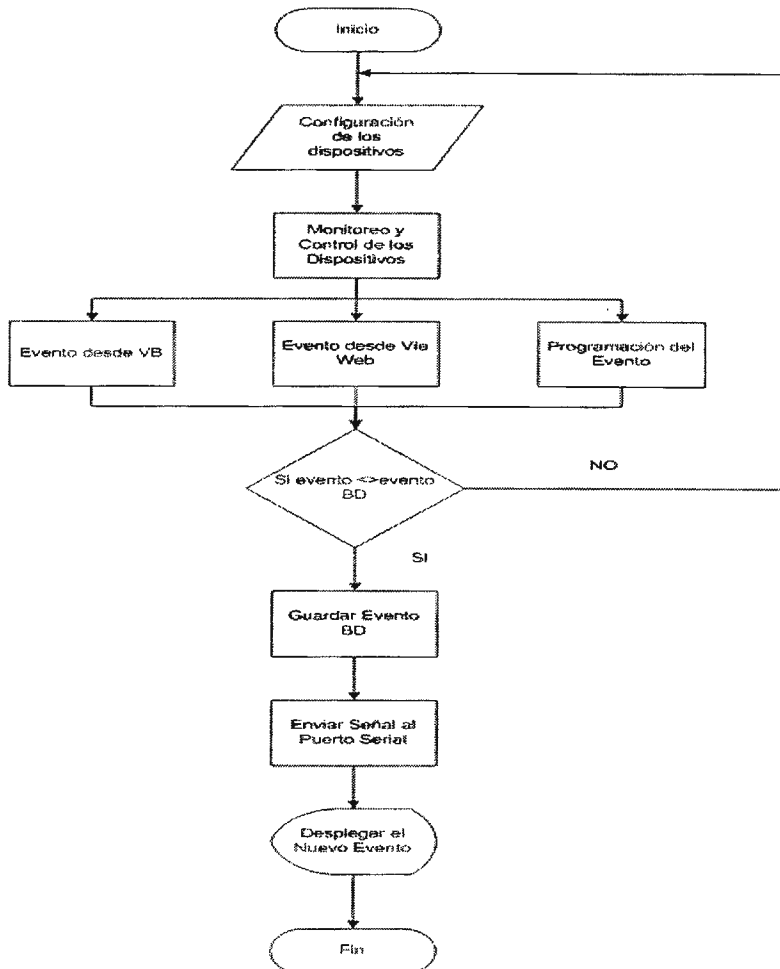 Inicio
Configuración
de los
dispositivos
Monitoreo y
Control de los
Dispositivos
Evento desde VB
Evento desde Vía
Web
Programación del
Evento
Si evento <>evento
BD
NO
SI
Guardar Evento
BD
Enviar Señal al
Puerto Serial
Desplegar el
Nuevo Evento
Fin